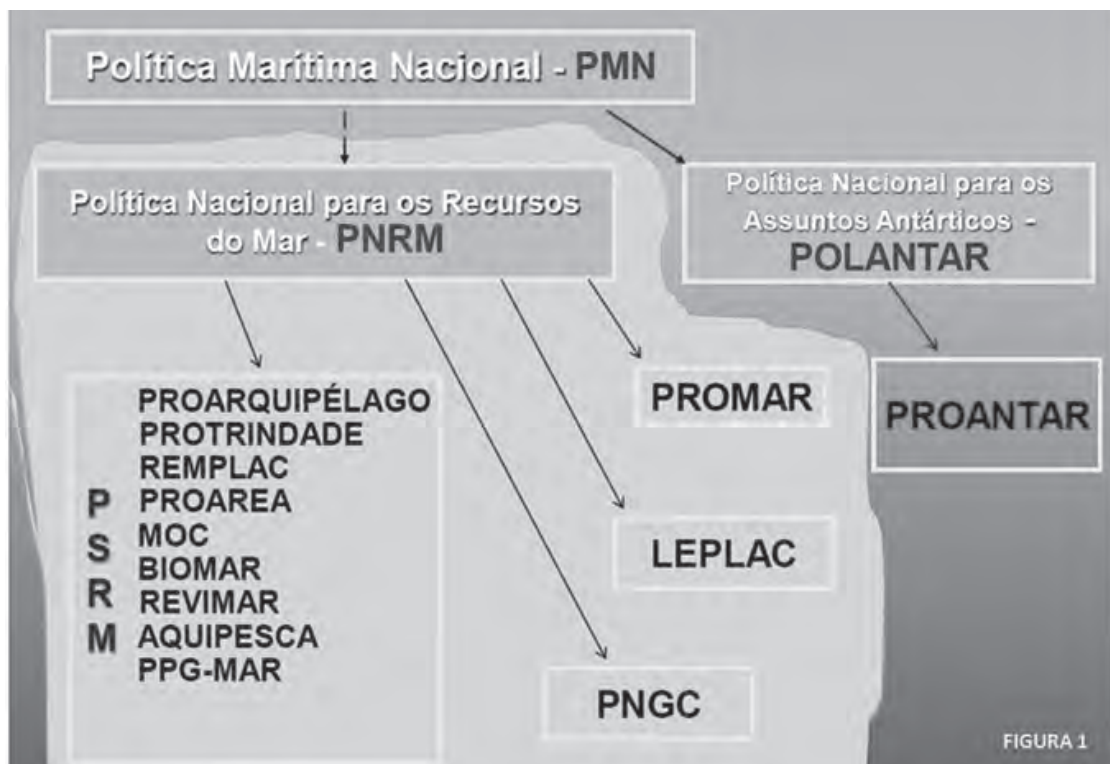 Política Marítima Nacional - PMN
Política Nacional para os Recursos
do Mar - PNRM
Política Nacional para os
Assuntos Antárticos -
POLANTAR
PSRM
PROARQUIPÉLAGO
PROTRINDADE
REMPLAC
PROAREA
MOC
BIOMAR
REVIMAR
AQUIPESCA
PPG-MAR
PROMAR
LEPLAC
PNGC
PROANTAR
FIGURA 1